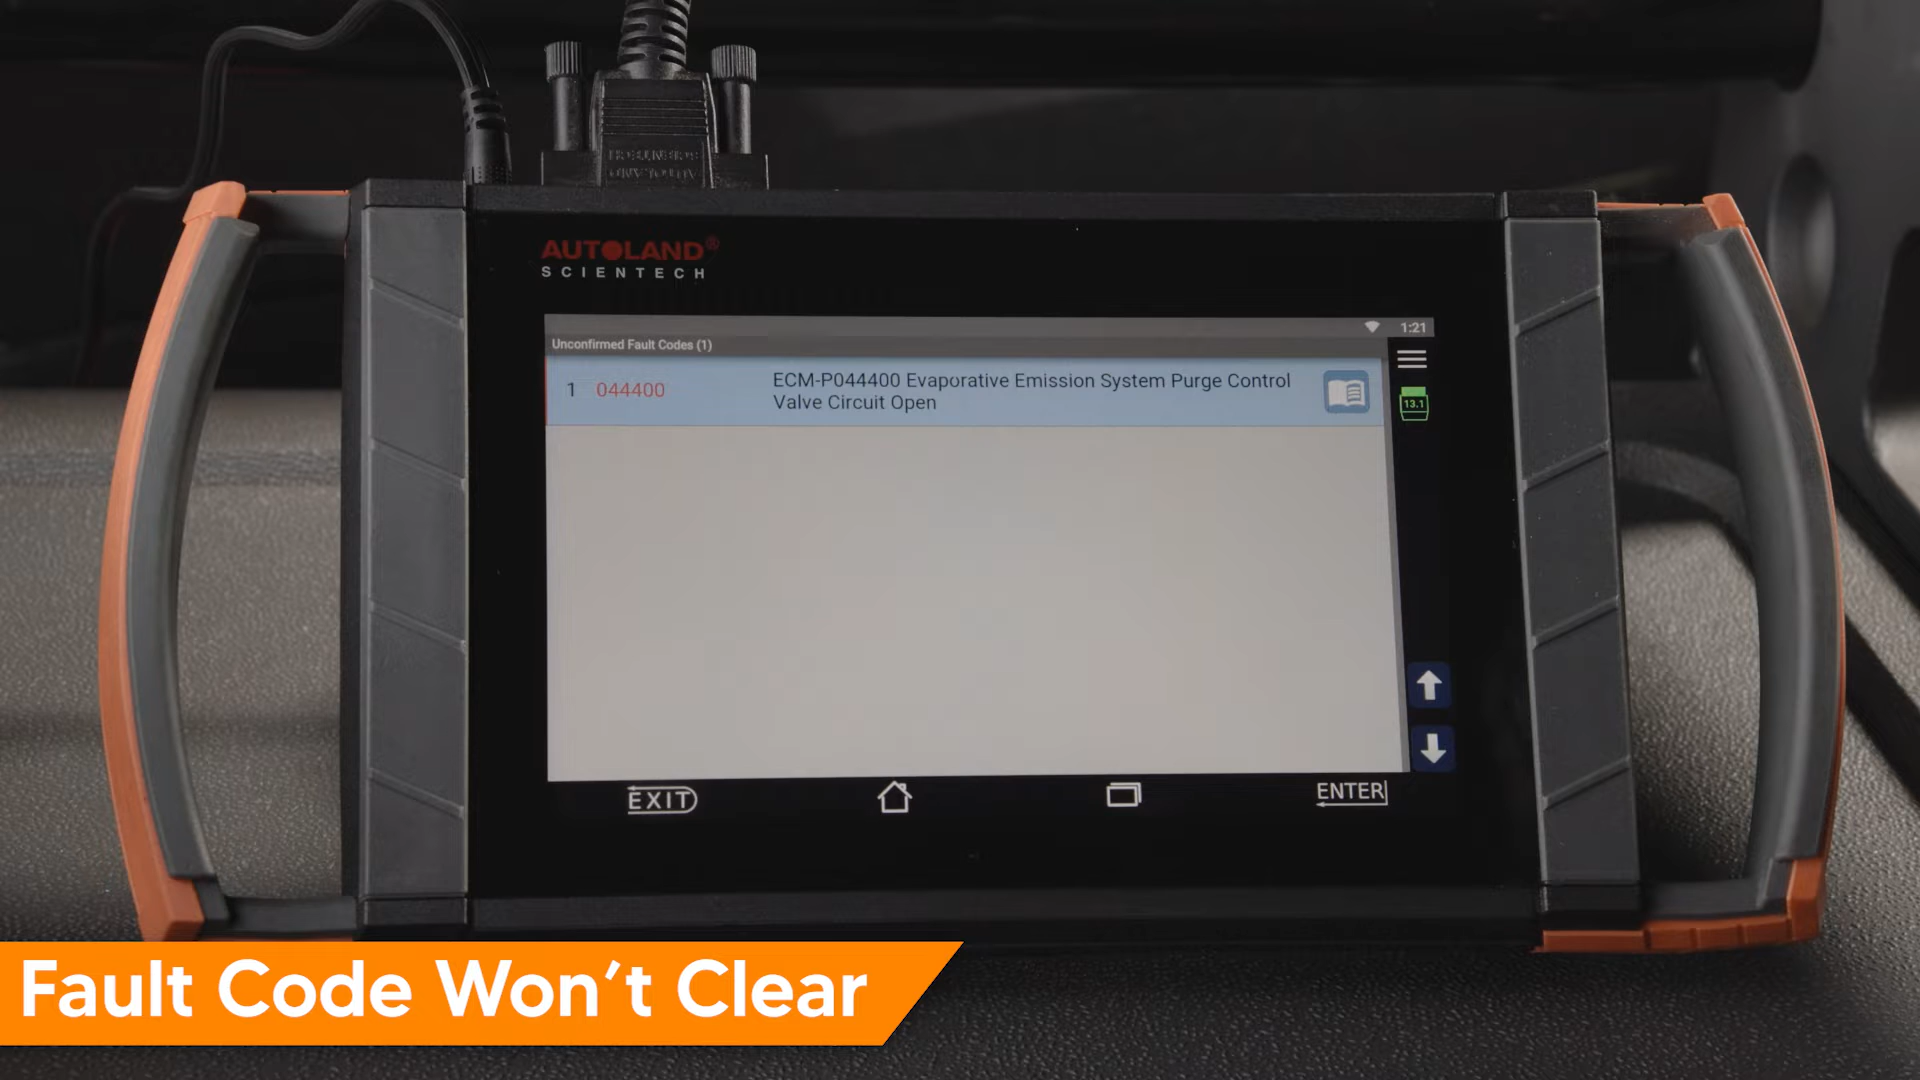 AUTOLAND®
SCIENTECH
1:21
Unconfirmed Fault Codes (1)
1 044400 ECM-P044400 Evaporative Emission System Purge Control
Valve Circuit Open
13.1
EXIT
ENTER
Fault Code Won't Clear